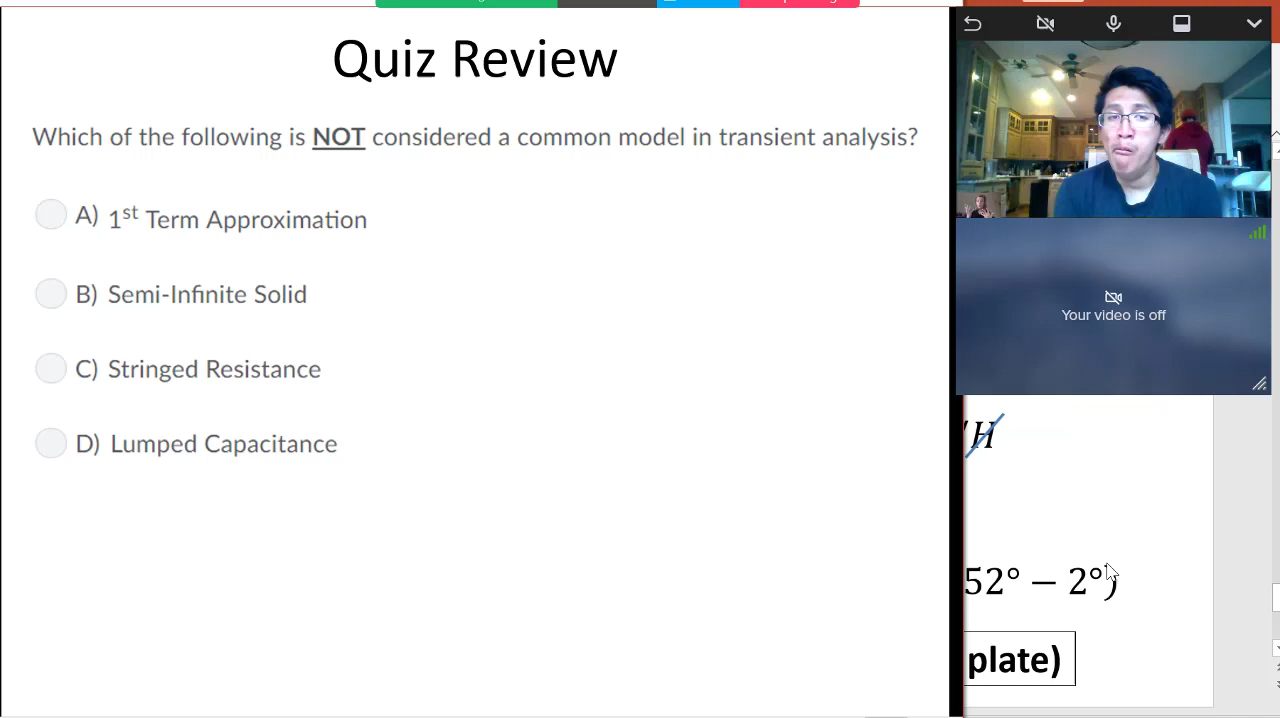 Quiz Review
Which of the following is NOT considered a common model in transient analysis?
A) 1st Term Approximation
B) Semi-Infinite Solid
C) Stringed Resistance
D) Lumped Capacitance
Your video is off
H
52° − 2°)
plate)